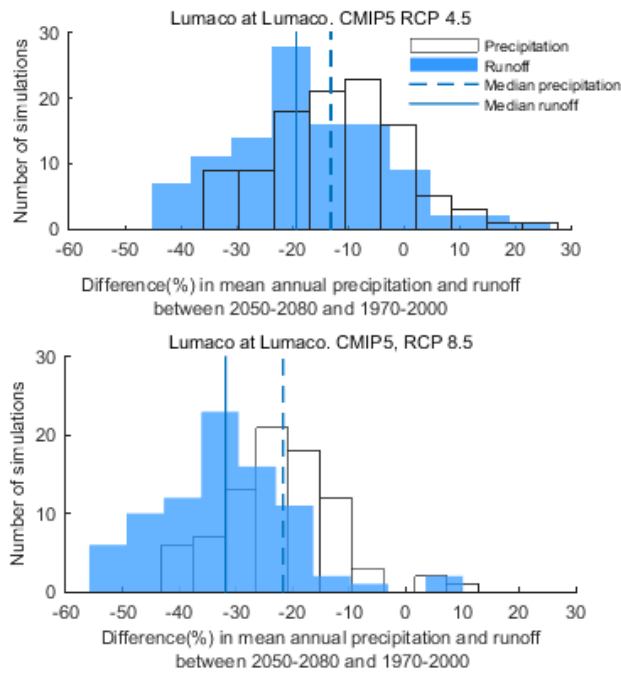 Lumaco at Lumaco. CMIP5 RCP 4.5
Number of simulations
30
20
10
0
Precipitation
Runoff
Median precipitation
Median runoff
-60 -50 -40 -30 -20 -10 0 10 20 30
Difference(%) in mean annual precipitation and runoff
between 2050-2080 and 1970-2000
Lumaco at Lumaco. CMIP5, RCP 8.5
Number of simulations
30
20
10
0
-60 -50 -40 -30 -20 -10 0 10 20 30
Difference(%) in mean annual precipitation and runoff
between 2050-2080 and 1970-2000